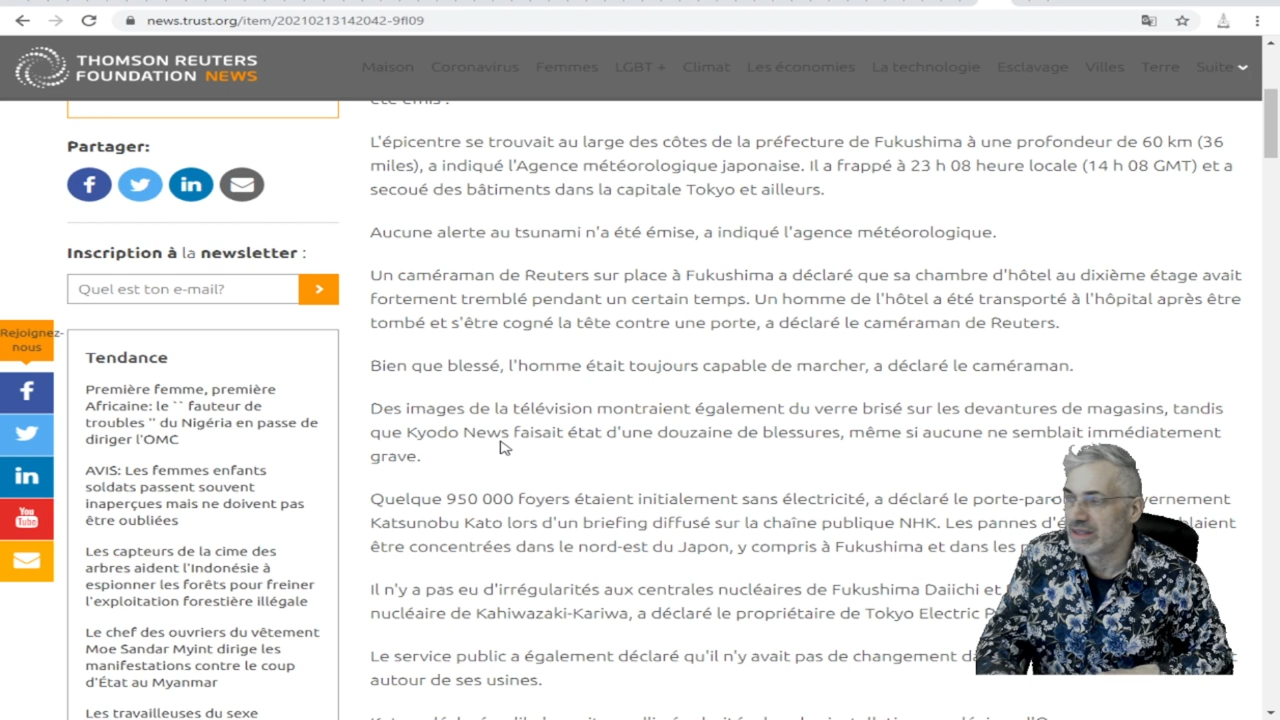 news.trust.org/item/20210213142042-9fl09
THOMSON REUTERS
FOUNDATION NEWS
Maison Coronavirus Femmes LGBT + Climat Les économies La technologie Esclavage Villes Terre Suite
été émis .
Partager:
Inscription à la newsletter :
Quel est ton e-mail?
Rejoignez-
nous
You
Tube
Tendance
Première femme, première
Africaine: le `` fauteur de
troubles '' du Nigéria en passe de
diriger l'OMC
AVIS: Les femmes enfants
soldats passent souvent
inaperçues mais ne doivent pas
être oubliées
Les capteurs de la cime des
arbres aident l'Indonésie à
espionner les forêts pour freiner
l'exploitation forestière illégale
Le chef des ouvriers du vêtement
Moe Sandar Myint dirige les
manifestations contre le coup
d'État au Myanmar
Les travailleuses du sexe
L'épicentre se trouvait au large des côtes de la préfecture de Fukushima à une profondeur de 60 km (36
miles), a indiqué l'Agence météorologique japonaise. Il a frappé à 23 h 08 heure locale (14 h 08 GMT) et a
secoué des bâtiments dans la capitale Tokyo et ailleurs.
Aucune alerte au tsunami n'a été émise, a indiqué l'agence météorologique.
Un caméraman de Reuters sur place à Fukushima a déclaré que sa chambre d'hôtel au dixième étage avait
fortement tremblé pendant un certain temps. Un homme de l'hôtel a été transporté à l'hôpital après être
tombé et s'être cogné la tête contre une porte, a déclaré le caméraman de Reuters.
Bien que blessé, l'homme était toujours capable de marcher, a déclaré le caméraman.
Des images de la télévision montraient également du verre brisé sur les devantures de magasins, tandis
que Kyodo News faisait état d'une douzaine de blessures, même si aucune ne semblait immédiatement
grave.
Quelque 950 000 foyers étaient initialement sans électricité, a déclaré le
Katsunobu Kato lors d'un briefing diffusé sur la chaîne publique NHK. Les pannes
être concentrées dans le nord-est du Japon, y compris à Fukushima et dans les
Il n'y a pas eu d'irrégularités aux centrales nucléaires de Fukushima Daiichi et
nucléaire de Kahiwazaki-Kariwa, a déclaré le propriétaire de Tokyo Electric
Le service public a également déclaré qu'il n'y avait pas de changement
autour de ses usines.